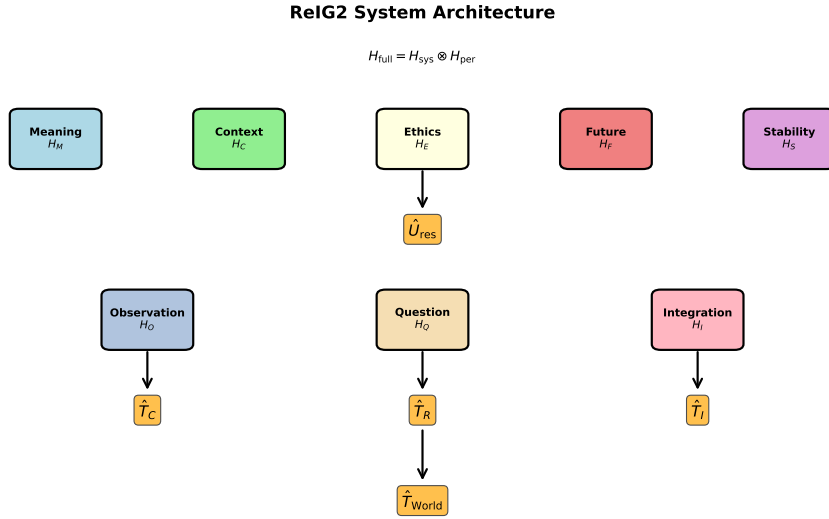 ReIG2 System Architecture
H_full = H_sys ⊗ H_per
Meaning
H_M
Context
H_C
Ethics
H_E
Future
H_F
Stability
H_S
Û_res
Observation
H_O
Question
H_Q
Integration
H_I
T̂_C
T̂_R
T̂_I
T̂_World